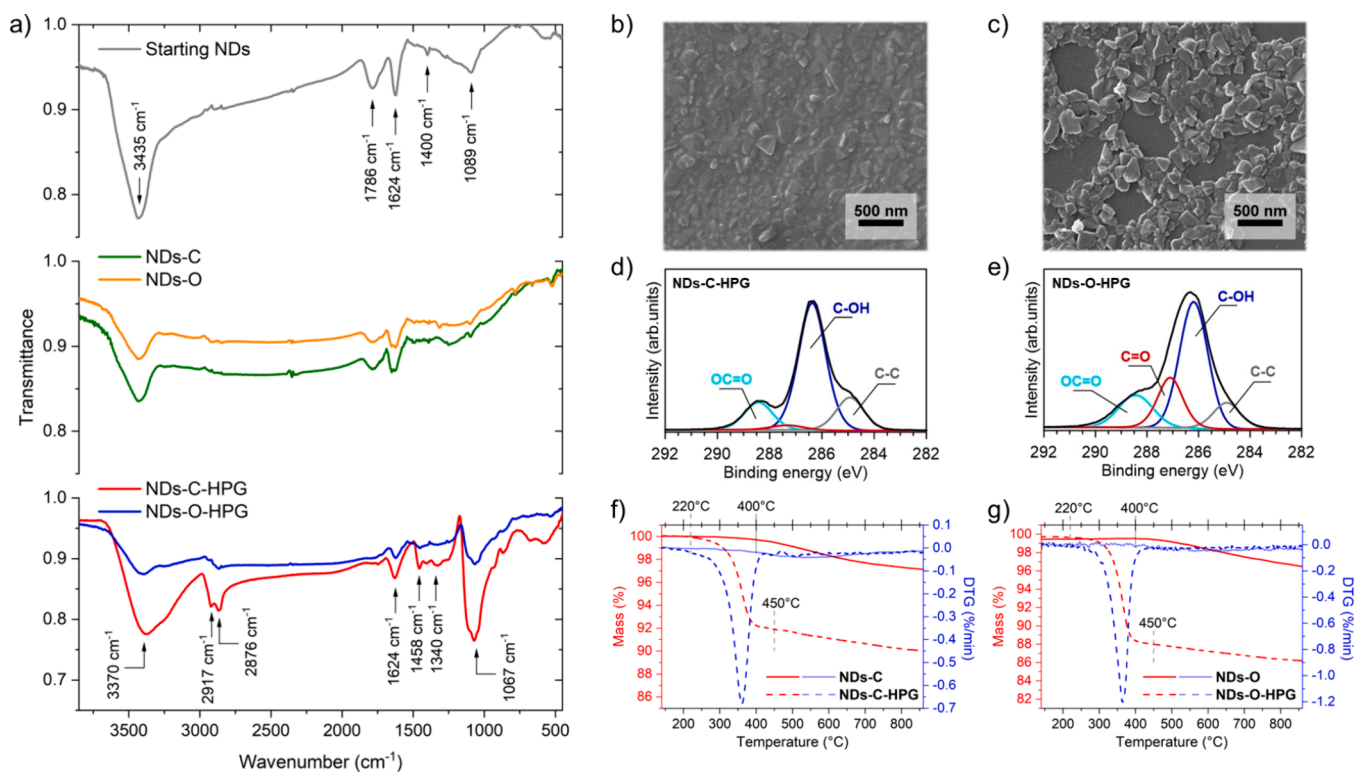 a)
Starting NDs
3435 cm⁻¹
1786 cm⁻¹
1624 cm⁻¹
1400 cm⁻¹
1089 cm⁻¹
1.0
0.9
0.8
NDs-C
NDs-O
1.0
0.9
0.8
Transmittance
NDs-C-HPG
NDs-O-HPG
1.0
0.9
0.8
0.7
3370 cm⁻¹
2917 cm⁻¹
2876 cm⁻¹
1624 cm⁻¹
1458 cm⁻¹
1340 cm⁻¹
1067 cm⁻¹
3500 3000 2500 2000 1500 1000 500
Wavenumber (cm⁻¹)
b)
500 nm
c)
500 nm
d)
NDs-C-HPG
C-OH
OC=O
C-C
Intensity (arb.units)
292 290 288 286 284 282
Binding energy (eV)
e)
NDs-O-HPG
C-OH
C=O
OC=O
C-C
Intensity (arb.units)
292 290 288 286 284 282
Binding energy (eV)
f)
220°C 400°C
450°C
100
98
96
94
92
90
88
86
Mass (%)
0.1
0.0
-0.1
-0.2
-0.3
-0.4
-0.5
-0.6
-0.7
DTG (%/min)
NDs-C
NDs-C-HPG
200 300 400 500 600 700 800
Temperature (°C)
g)
220°C 400°C
450°C
100
98
96
94
92
90
88
86
84
82
Mass (%)
0.0
-0.2
-0.4
-0.6
-0.8
-1.0
-1.2
DTG (%/min)
NDs-O
NDs-O-HPG
200 300 400 500 600 700 800
Temperature (°C)